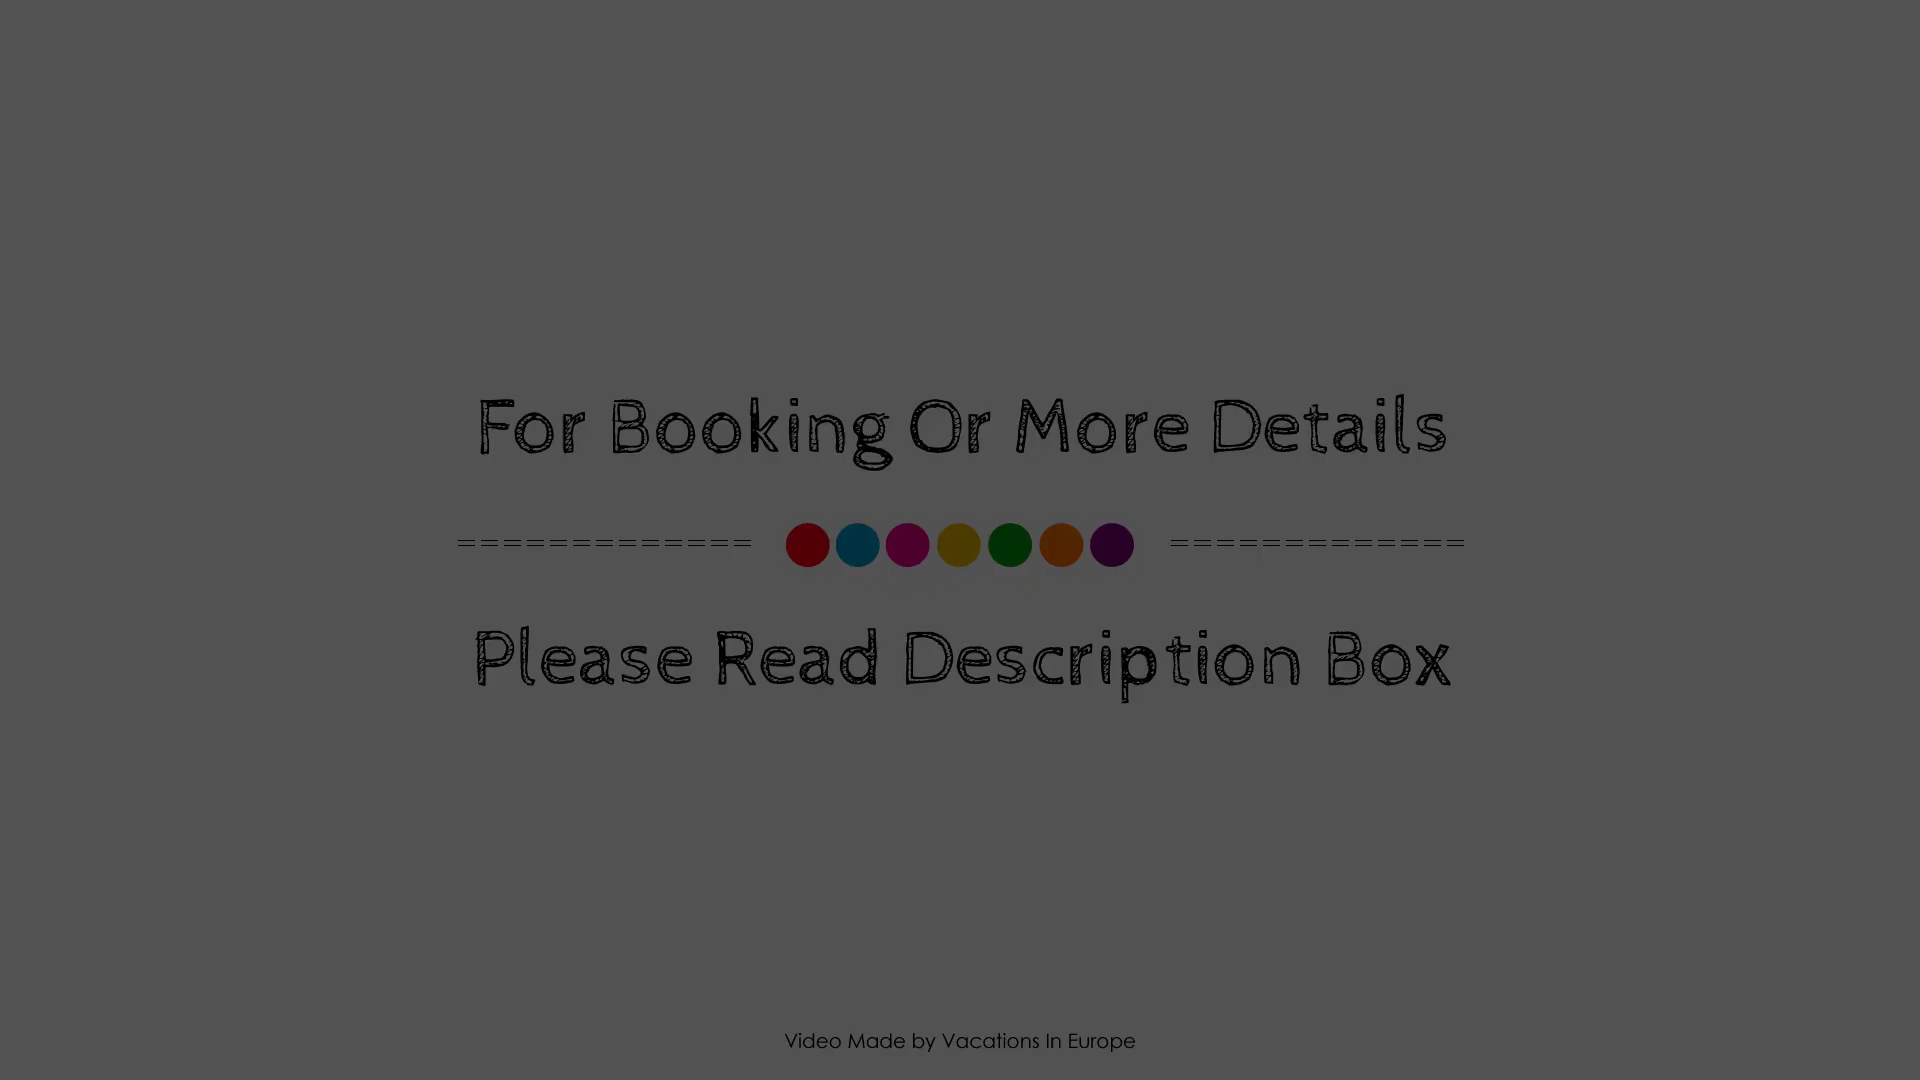 For Booking Or More Details
============= =============
Please Read Description Box
Video Made by Vacations In Europe